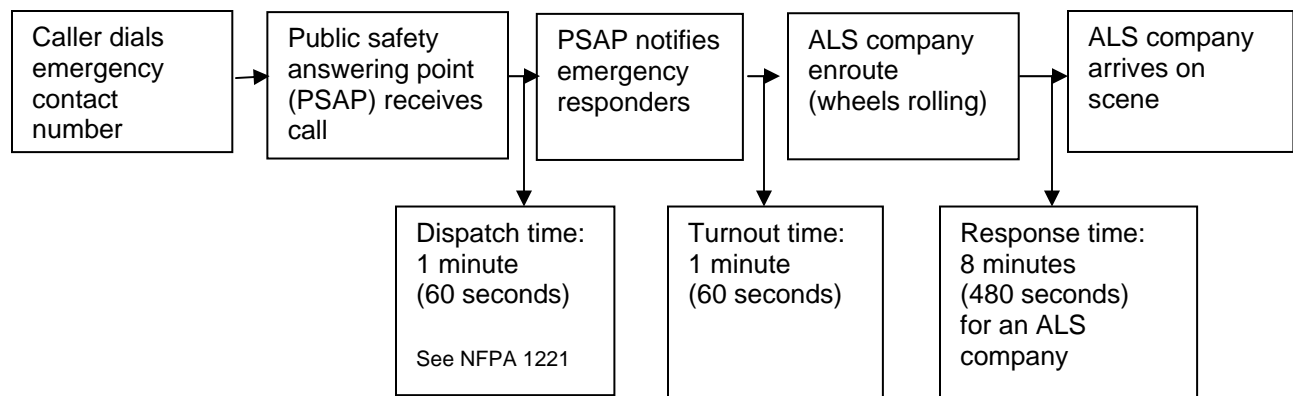 Caller dials
emergency
contact
number
Public safety
answering point
(PSAP) receives
call
PSAP notifies
emergency
responders
ALS company
enroute
(wheels rolling)
ALS company
arrives on
scene
Dispatch time:
1 minute
(60 seconds)
See NFPA 1221
Turnout time:
1 minute
(60 seconds)
Response time:
8 minutes
(480 seconds)
for an ALS
company